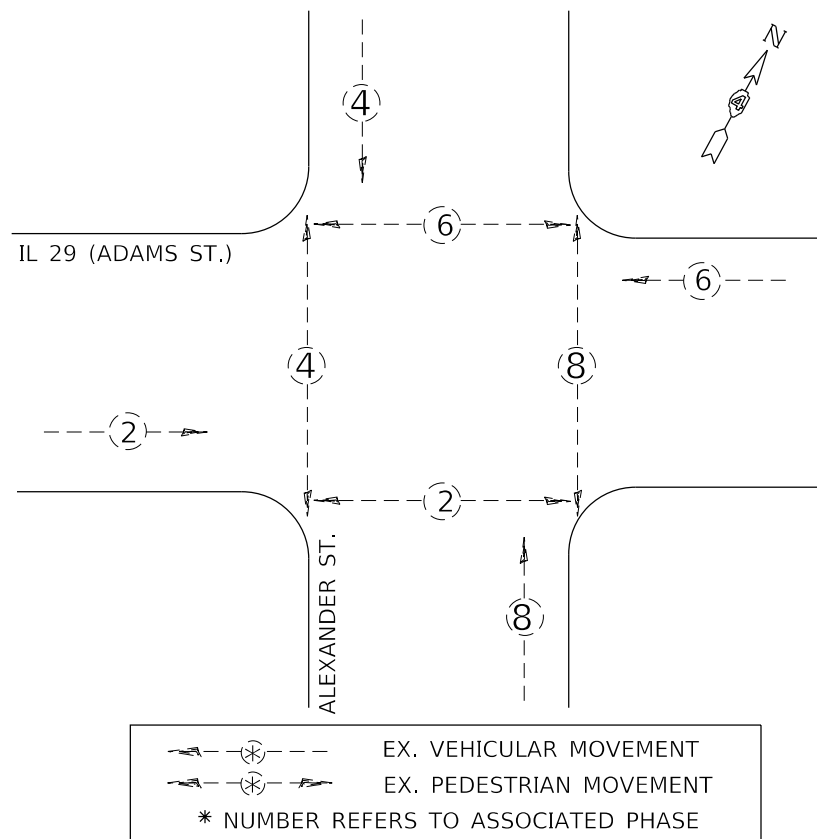 N
4
4
6
IL 29 (ADAMS ST.)
6
4
8
2
2
ALEXANDER ST.
8
* EX. VEHICULAR MOVEMENT
* EX. PEDESTRIAN MOVEMENT
* NUMBER REFERS TO ASSOCIATED PHASE